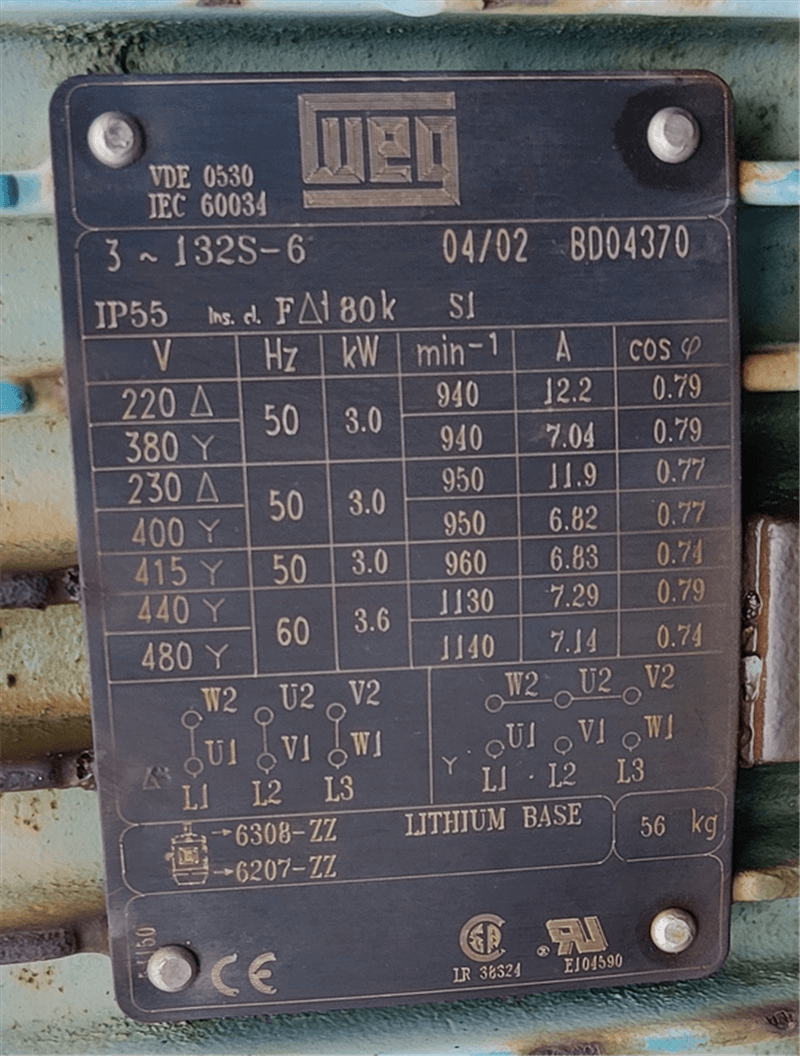 WEG
VDE 0530
IEC 60034
3 ~ 132S-6 04/02 BD04370
IP55 Ins. cl. F Δt 80k S1
V Hz kW min-1 A cos φ
220 Δ 50 3.0 940 12.2 0.79
380 Y 940 7.04 0.79
230 Δ 50 3.0 950 11.9 0.77
400 Y 950 6.82 0.77
415 Y 50 3.0 960 6.83 0.74
440 Y 60 3.6 1130 7.29 0.79
480 Y 1140 7.14 0.74
W2 U2 V2 W2 U2 V2
U1 V1 W1 U1 V1 W1
Δ L1 L2 L3 Y L1 L2 L3
→6308-ZZ LITHIUM BASE 56 kg
→6207-ZZ
CE
LR 38324 E104590